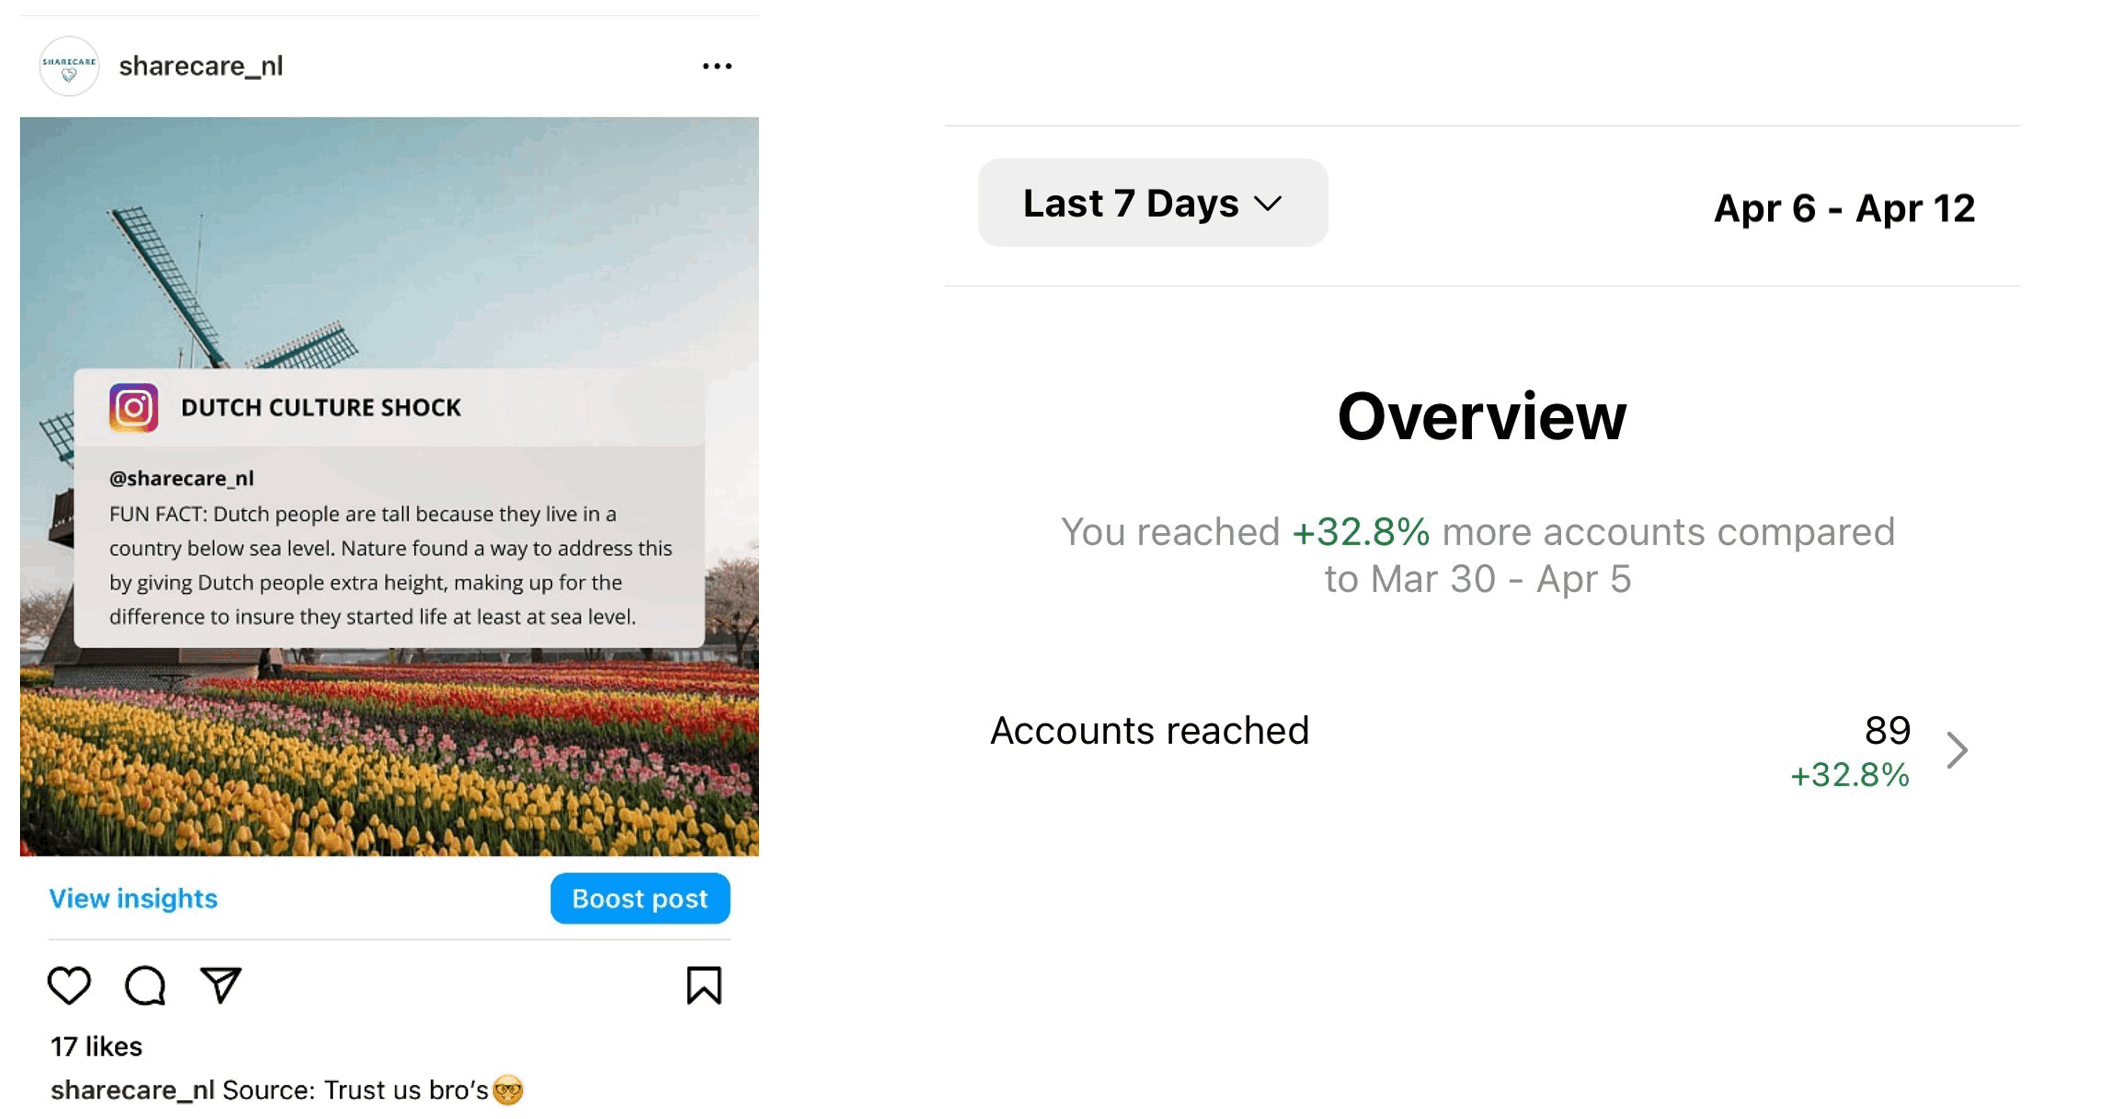 SHARECARE
sharecare_nl
DUTCH CULTURE SHOCK
@sharecare_nl
FUN FACT: Dutch people are tall because they live in a
country below sea level. Nature found a way to address this
by giving Dutch people extra height, making up for the
difference to insure they started life at least at sea level.
View insights
Boost post
17 likes
sharecare_nl Source: Trust us bro's🤓
Last 7 Days
Apr 6 - Apr 12
Overview
You reached +32.8% more accounts compared
to Mar 30 - Apr 5
Accounts reached
89
+32.8%